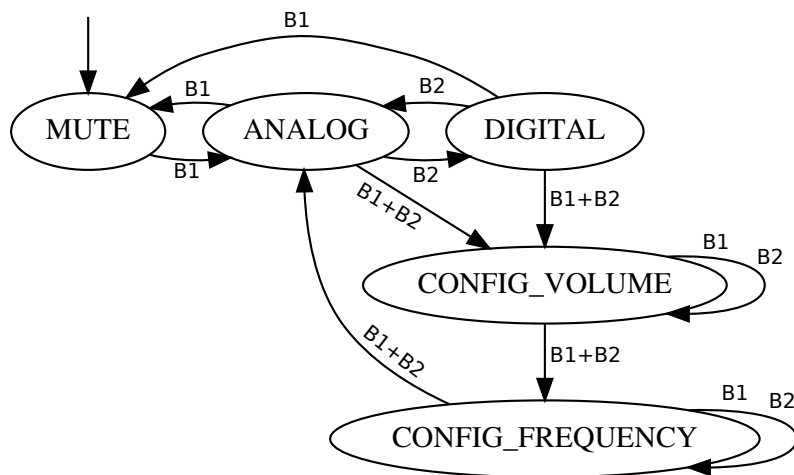 B1
B1
B2
MUTE
ANALOG
DIGITAL
B1
B2
B1+B2
B1+B2
B1
B2
CONFIG_VOLUME
B1+B2
B1+B2
B1
B2
CONFIG_FREQUENCY